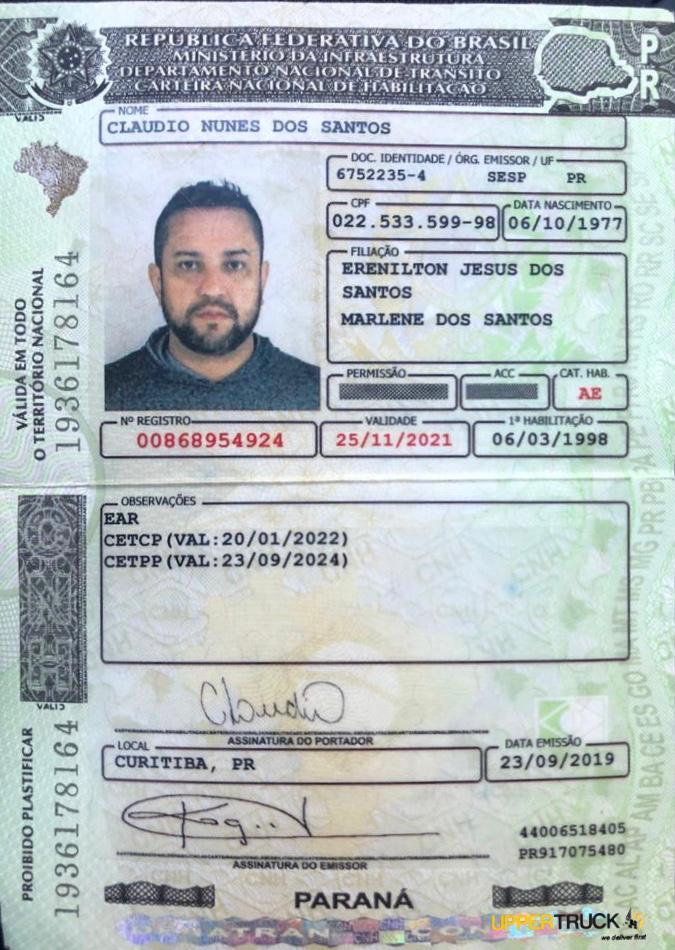 REPÚBLICA FEDERATIVA DO BRASIL
MINISTÉRIO DA INFRAESTRUTURA
DEPARTAMENTO NACIONAL DE TRÂNSITO
CARTEIRA NACIONAL DE HABILITAÇÃO
PR
NOME
CLAUDIO NUNES DOS SANTOS
DOC. IDENTIDADE / ÓRG. EMISSOR / UF
6752235-4 SESP PR
CPF
022.533.599-98
DATA NASCIMENTO
06/10/1977
FILIAÇÃO
ERENILTON JESUS DOS
SANTOS
MARLENE DOS SANTOS
PERMISSÃO
ACC
CAT. HAB.
AE
Nº REGISTRO
00868954924
VALIDADE
25/11/2021
1ª HABILITAÇÃO
06/03/1998
VÁLIDA EM TODO
O TERRITÓRIO NACIONAL
1936178164
OBSERVAÇÕES
EAR
CETCP(VAL:20/01/2022)
CETPP(VAL:23/09/2024)
Claudio
ASSINATURA DO PORTADOR
LOCAL
CURITIBA, PR
DATA EMISSÃO
23/09/2019
ASSINATURA DO EMISSOR
44006518405
PR917075480
PROIBIDO PLASTIFICAR
1936178164
PARANÁ
UPPERTRUCK
we deliver first